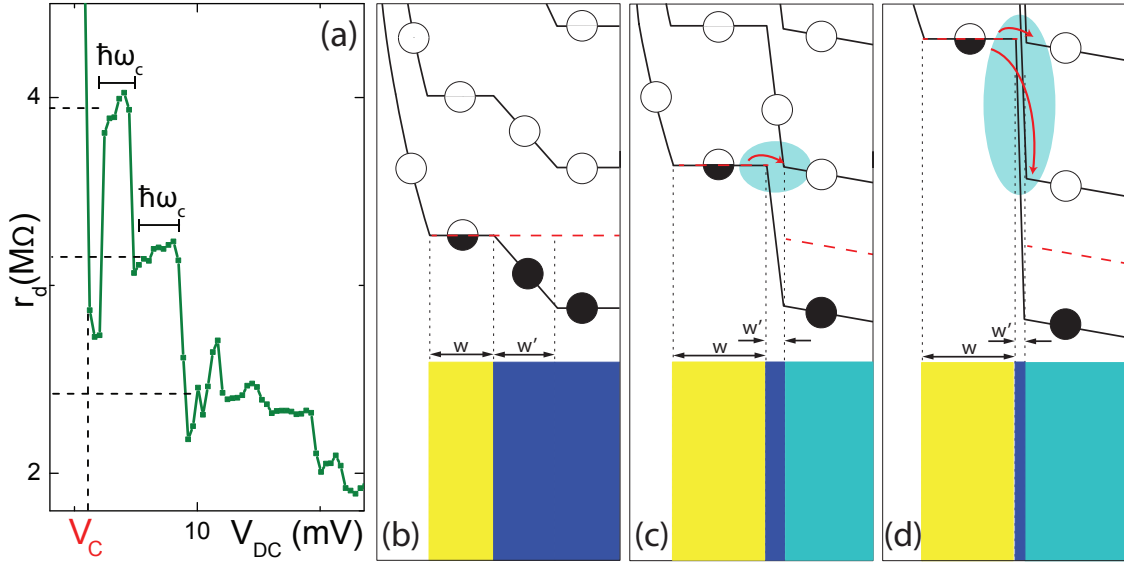 (a)
ħω_c
ħω_c
4
2
r_d(MΩ)
V_C
10
V_DC (mV)
w
w'
(b)
w'
w
(c)
w'
w
(d)